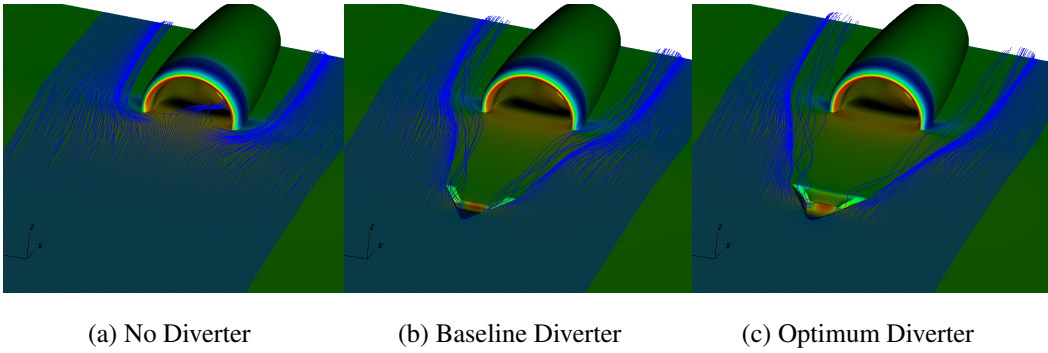 z
x
z
x
z
x
(a) No Diverter
(b) Baseline Diverter
(c) Optimum Diverter